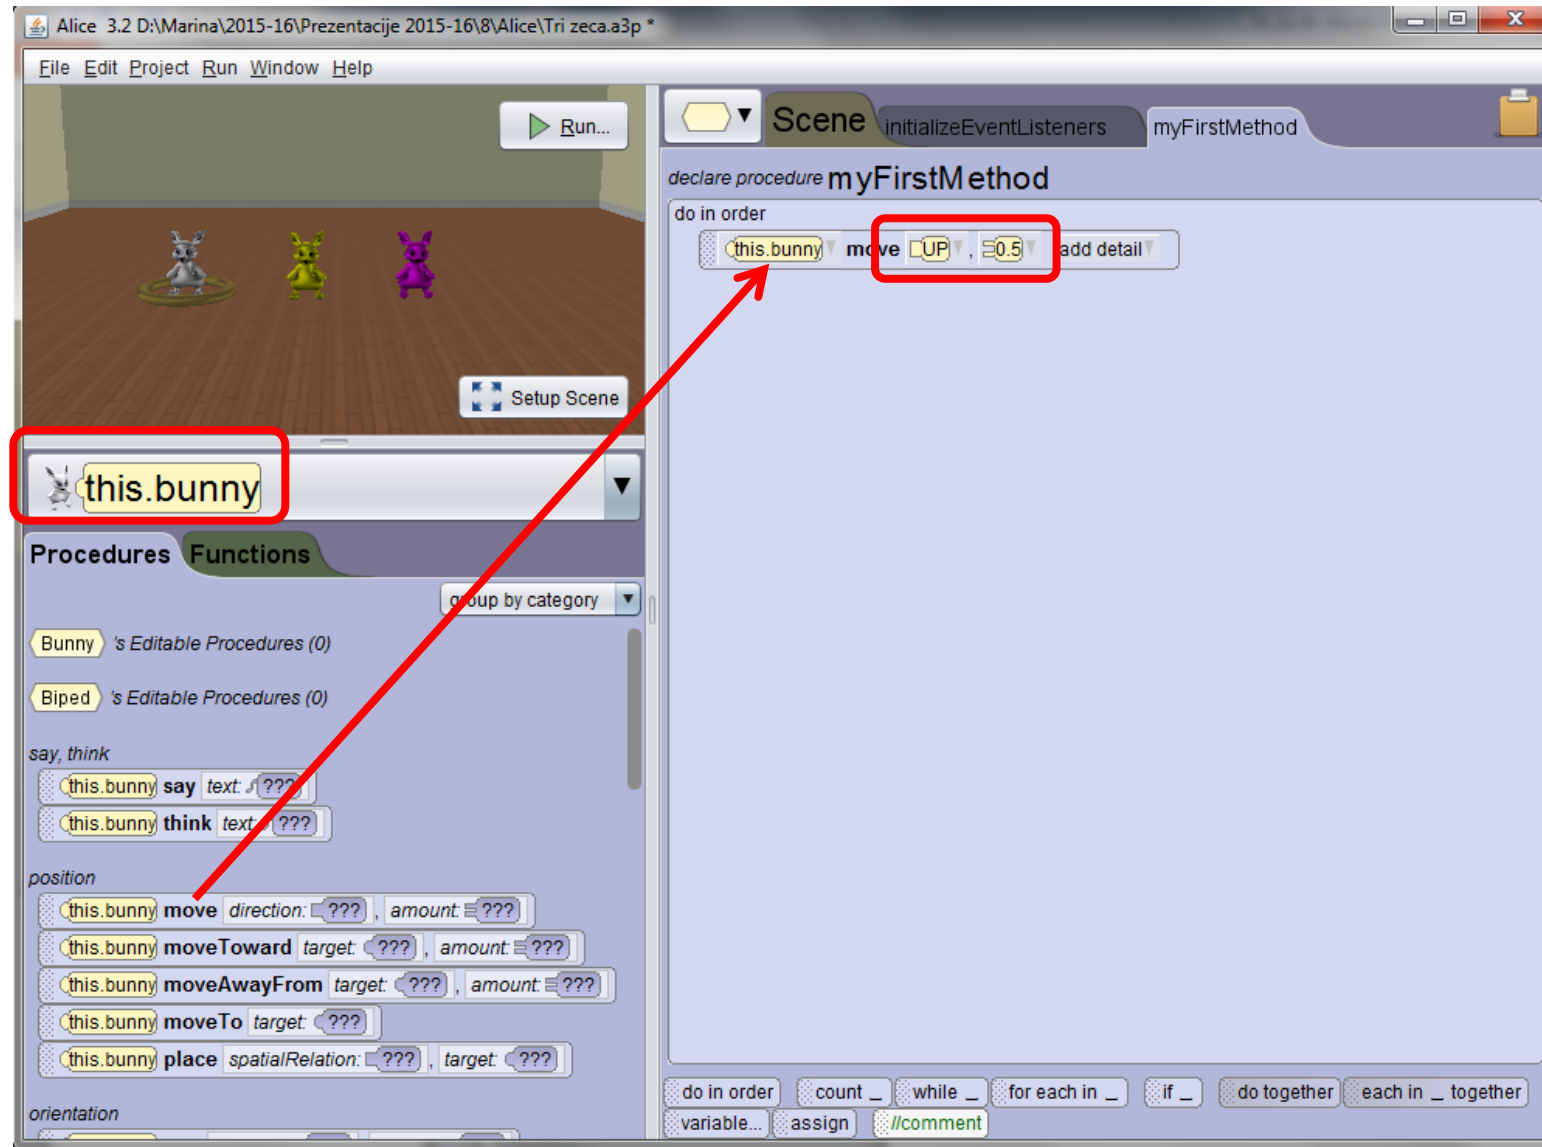 Alice 3.2 D:\Marina\2015-16\Prezentacije 2015-16\8\Alice\Tri zeca.a3p *
File Edit Project Run Window Help
Run...
Setup Scene
this.bunny
Procedures Functions
group by category
Bunny 's Editable Procedures (0)
Biped 's Editable Procedures (0)
say, think
this.bunny say text: ???
this.bunny think text: ???
position
this.bunny move direction: ??? , amount: ???
this.bunny moveToward target: ??? , amount: ???
this.bunny moveAwayFrom target: ??? , amount: ???
this.bunny moveTo target: ???
this.bunny place spatialRelation: ??? , target: ???
orientation
Scene initializeEventListeners myFirstMethod
declare procedure myFirstMethod
do in order
this.bunny move UP , 0.5 add detail
do in order count _ while _ for each in _ if _ do together each in _ together
variable... assign //comment